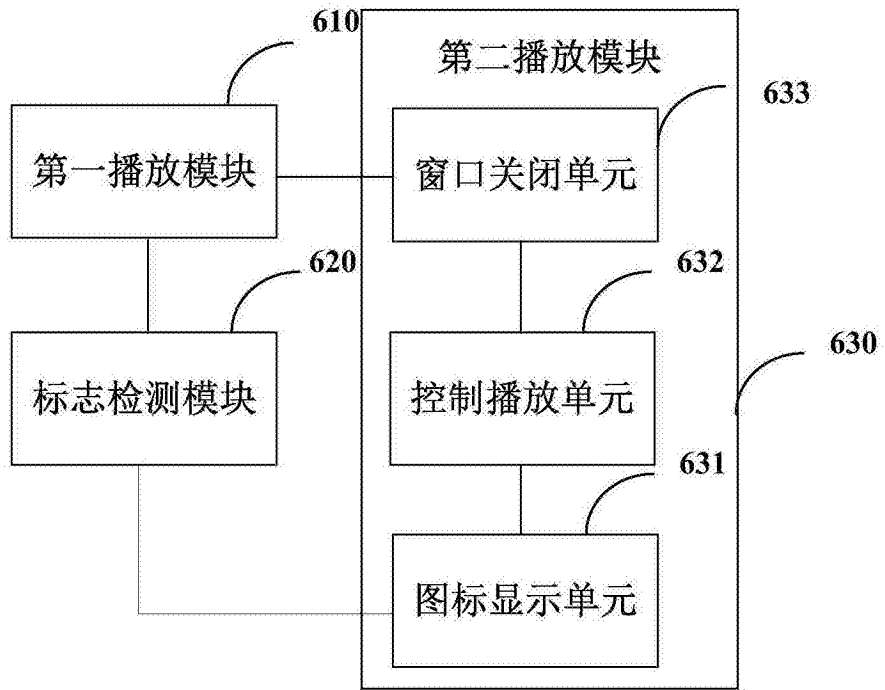 610
第二播放模块
633
第一播放模块
窗口关闭单元
620
632
630
标志检测模块
控制播放单元
631
图标显示单元